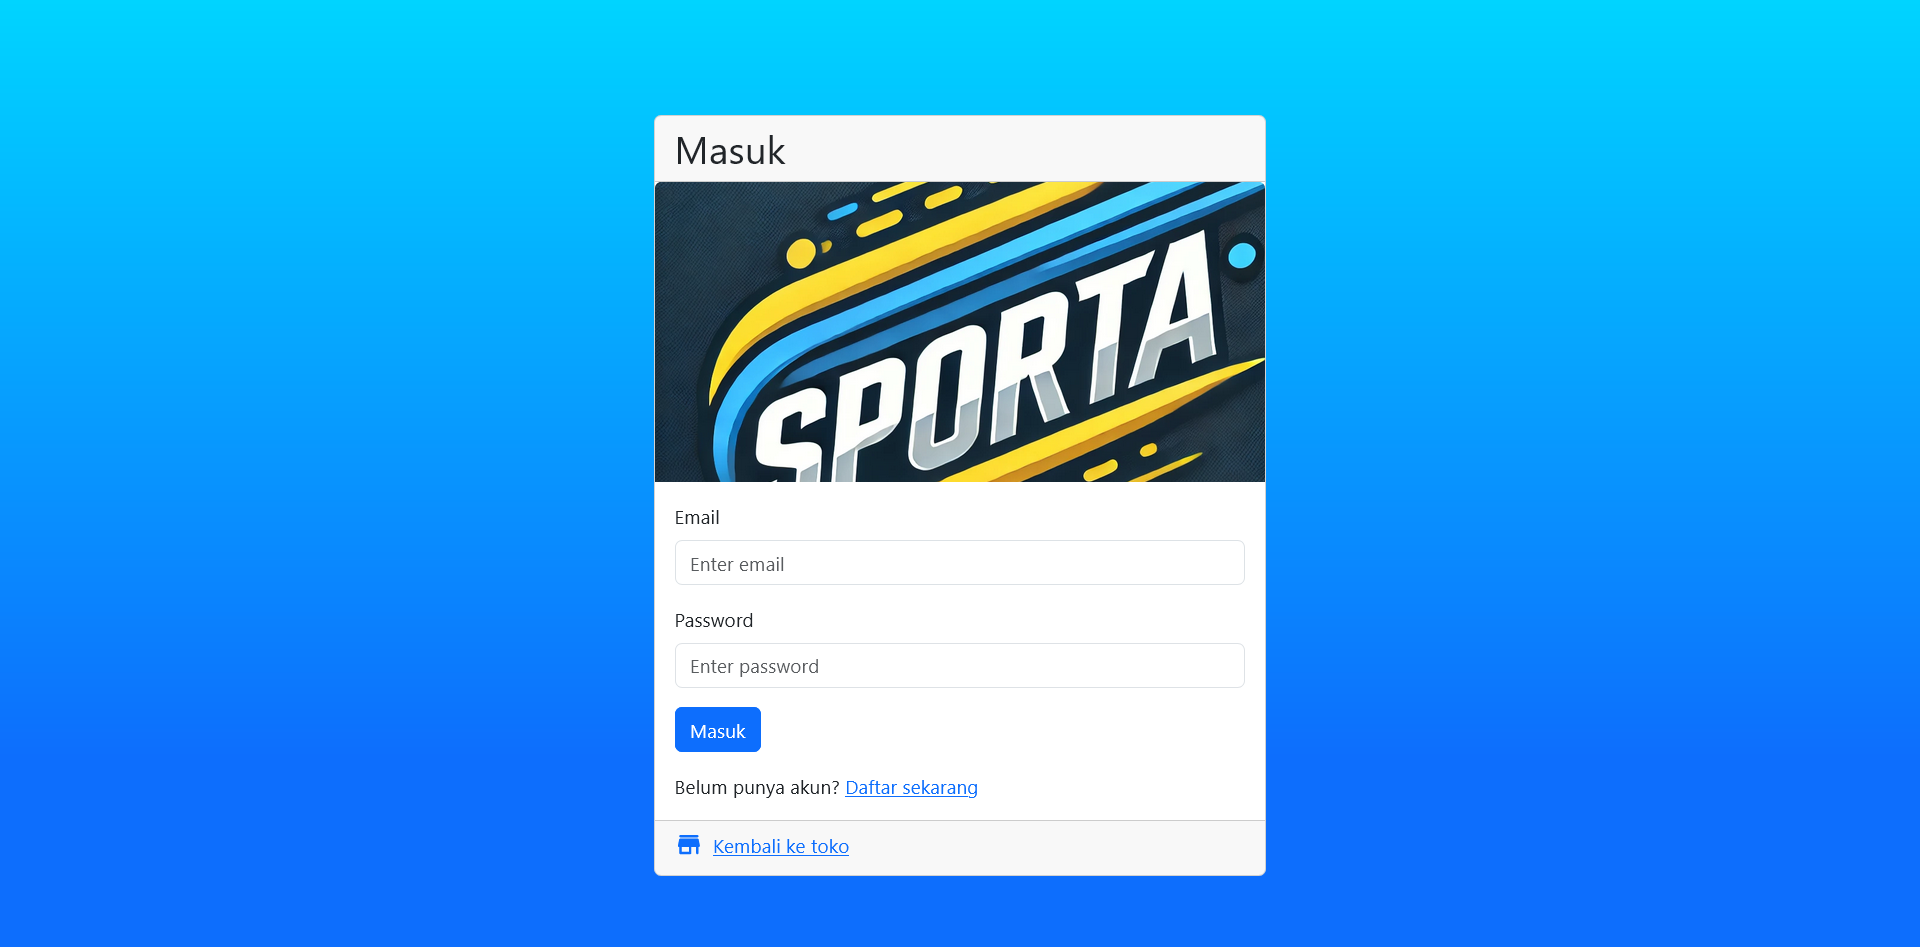 Masuk
SPORTA
Email
Enter email
Password
Enter password
Masuk
Belum punya akun? Daftar sekarang
Kembali ke toko